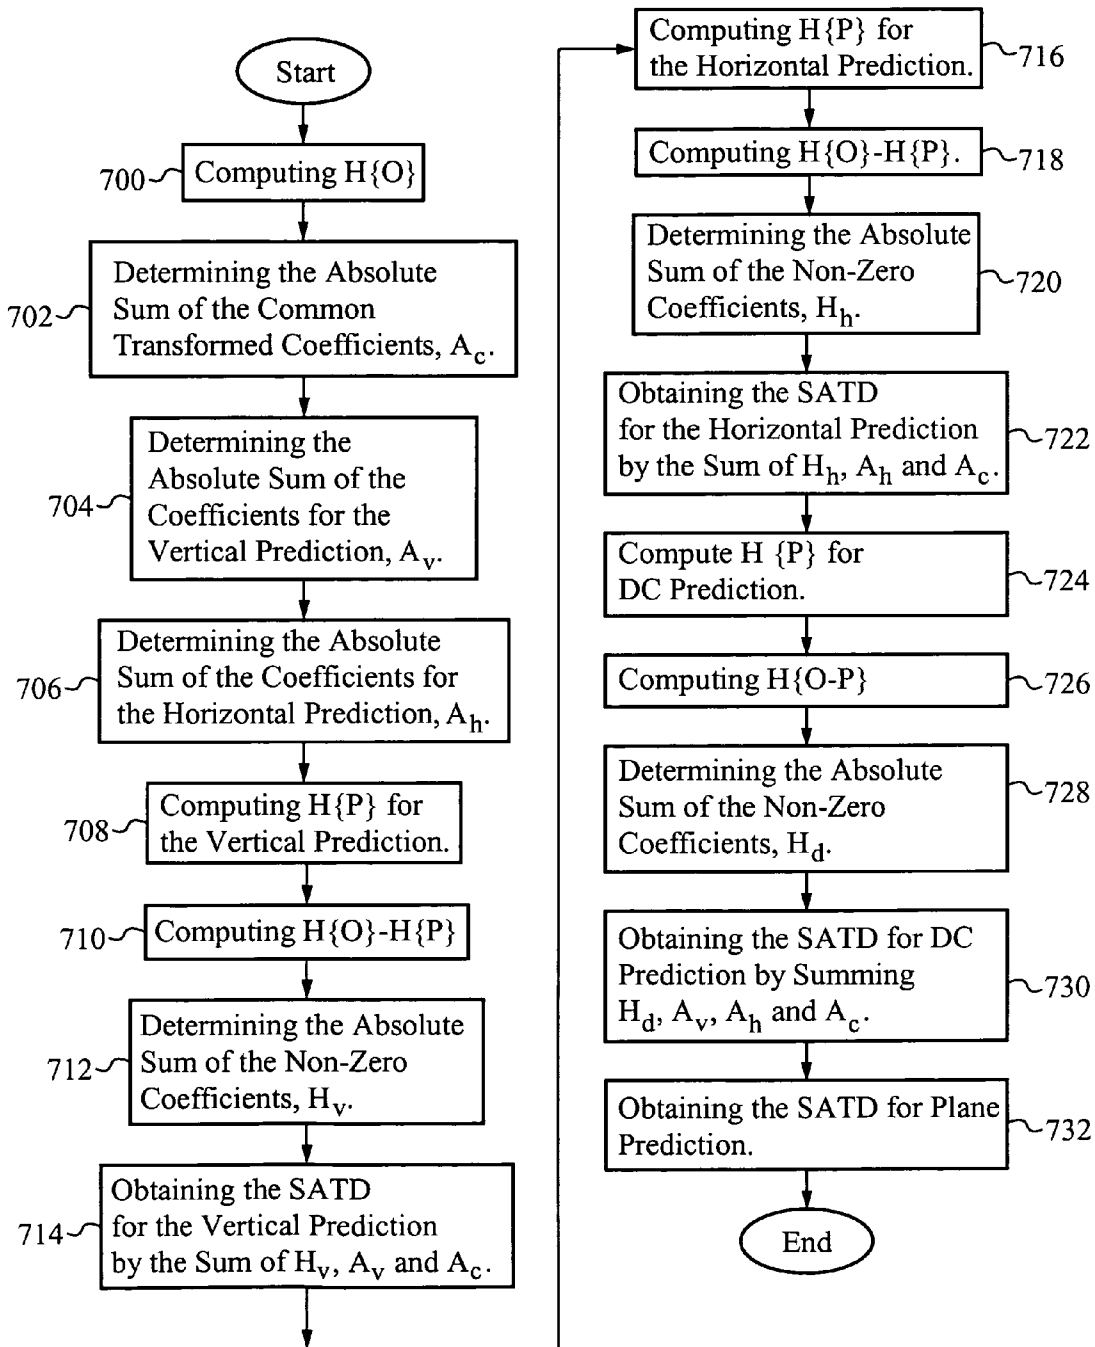 Start
700
Computing H{O}
702
Determining the Absolute
Sum of the Common
Transformed Coefficients, Ac.
704
Determining the
Absolute Sum of the
Coefficients for the
Vertical Prediction, Av.
706
Determining the Absolute
Sum of the Coefficients for
the Horizontal Prediction, Ah.
708
Computing H{P} for
the Vertical Prediction.
710
Computing H{O}-H{P}
712
Determining the Absolute
Sum of the Non-Zero
Coefficients, Hv.
714
Obtaining the SATD
for the Vertical Prediction
by the Sum of Hv, Av and Ac.
Computing H{P} for
the Horizontal Prediction.
716
Computing H{O}-H{P}.
718
Determining the Absolute
Sum of the Non-Zero
Coefficients, Hh.
720
Obtaining the SATD
for the Horizontal Prediction
by the Sum of Hh, Ah and Ac.
722
Compute H {P} for
DC Prediction.
724
Computing H{O-P}
726
Determining the Absolute
Sum of the Non-Zero
Coefficients, Hd.
728
Obtaining the SATD for DC
Prediction by Summing
Hd, Av, Ah and Ac.
730
Obtaining the SATD for Plane
Prediction.
732
End